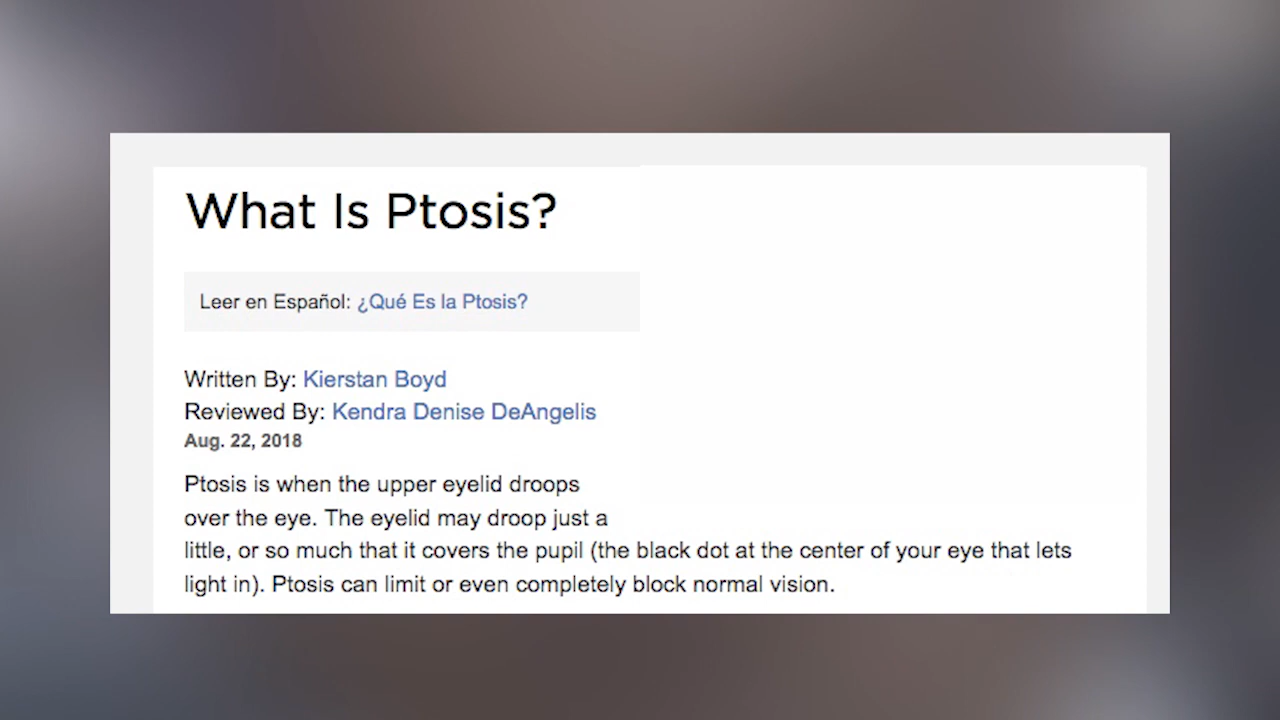 What Is Ptosis?
Leer en Español: ¿Qué Es la Ptosis?
Written By: Kierstan Boyd
Reviewed By: Kendra Denise DeAngelis
Aug. 22, 2018
Ptosis is when the upper eyelid droops
over the eye. The eyelid may droop just a
little, or so much that it covers the pupil (the black dot at the center of your eye that lets
light in). Ptosis can limit or even completely block normal vision.